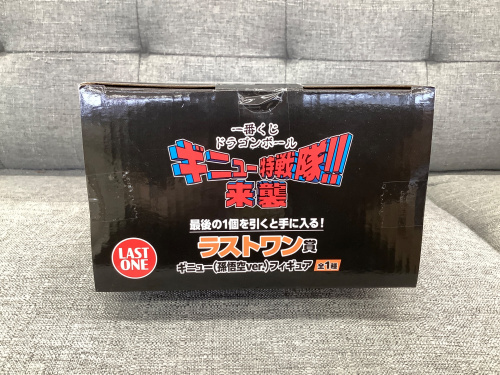 一番くじ
ドラゴンボール
ギニュー特戦隊!!!
来襲
最後の1個を引くと手に入る!
ラストワン賞
LAST
ONE
ギニュー(孫悟空ver.)フィギュア 全1種